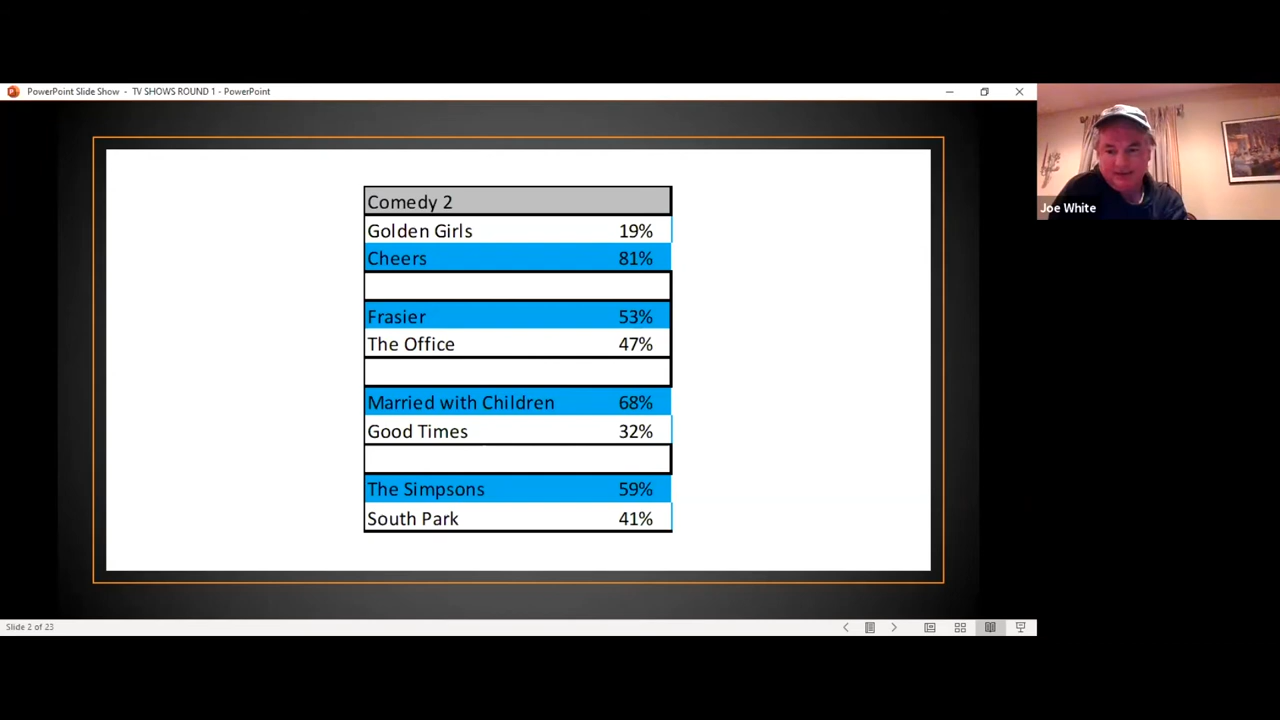 PowerPoint Slide Show - TV SHOWS ROUND 1 - PowerPoint
Comedy 2
Golden Girls 19%
Cheers 81%
Frasier 53%
The Office 47%
Married with Children 68%
Good Times 32%
The Simpsons 59%
South Park 41%
Joe White
Slide 2 of 23